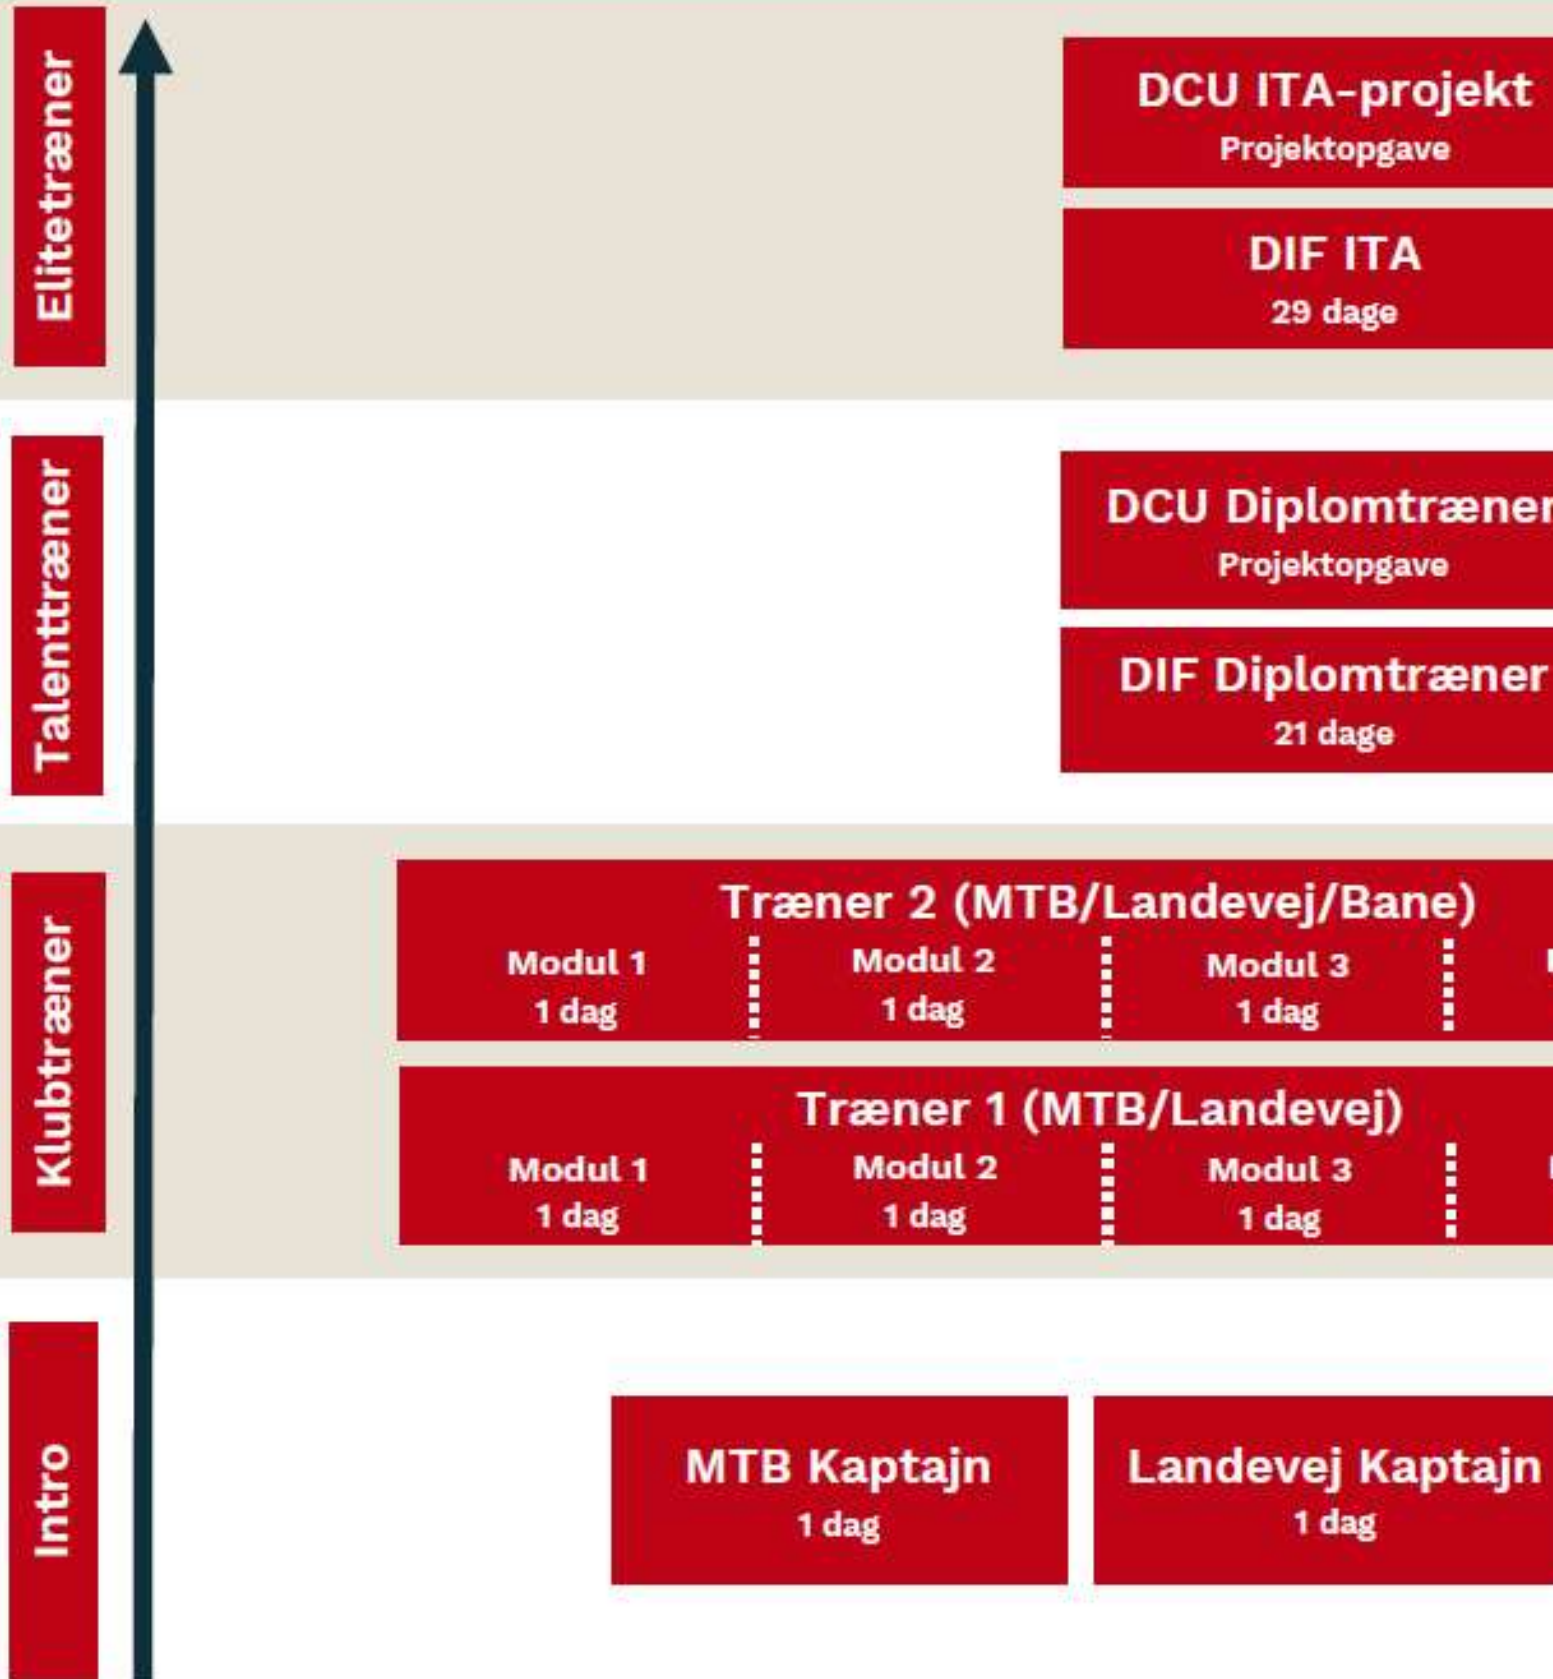 Elitetræner
DCU ITA-projekt
Projektopgave
DIF ITA
29 dage
Talenttræner
DCU Diplomtræner
Projektopgave
DIF Diplomtræner
21 dage
Klubtræner
Træner 2 (MTB/Landevej/Bane)
Modul 1
1 dag
Modul 2
1 dag
Modul 3
1 dag
Træner 1 (MTB/Landevej)
Modul 1
1 dag
Modul 2
1 dag
Modul 3
1 dag
Intro
MTB Kaptajn
1 dag
Landevej Kaptajn
1 dag